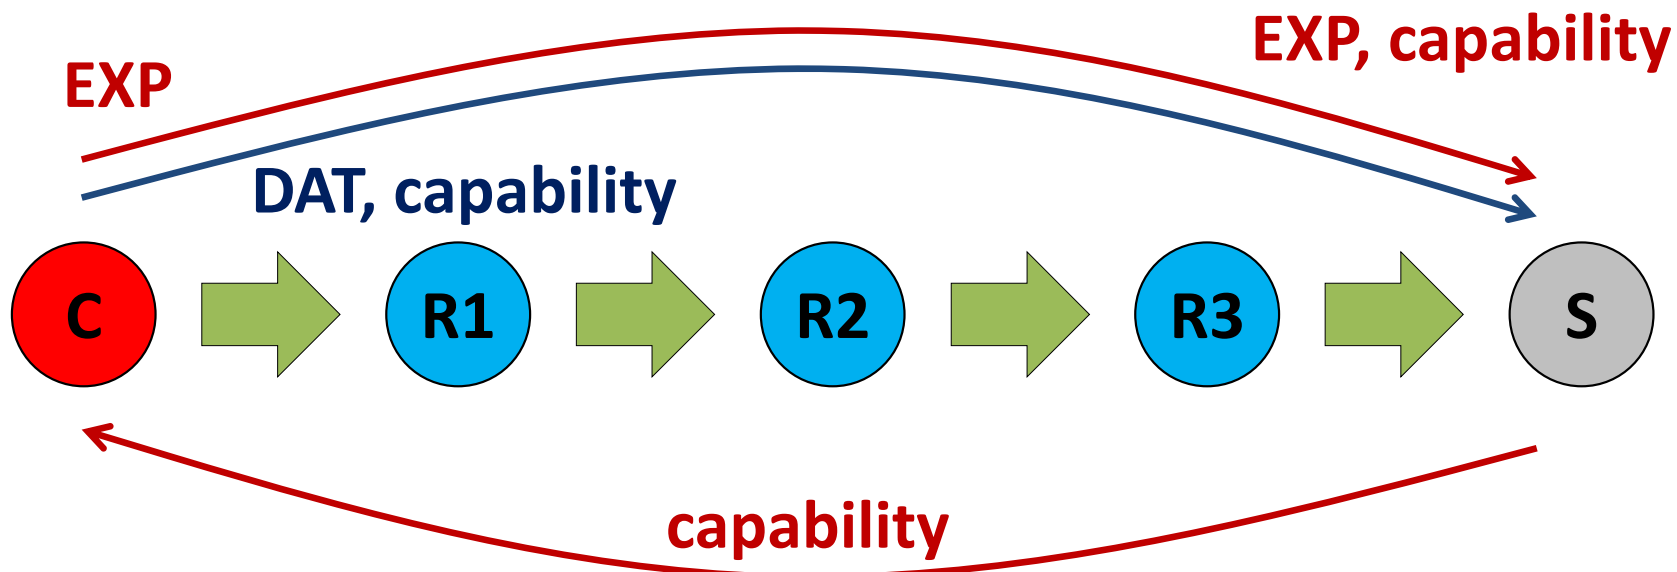 EXP, capability
EXP
DAT, capability
C
R1
R2
R3
S
capability